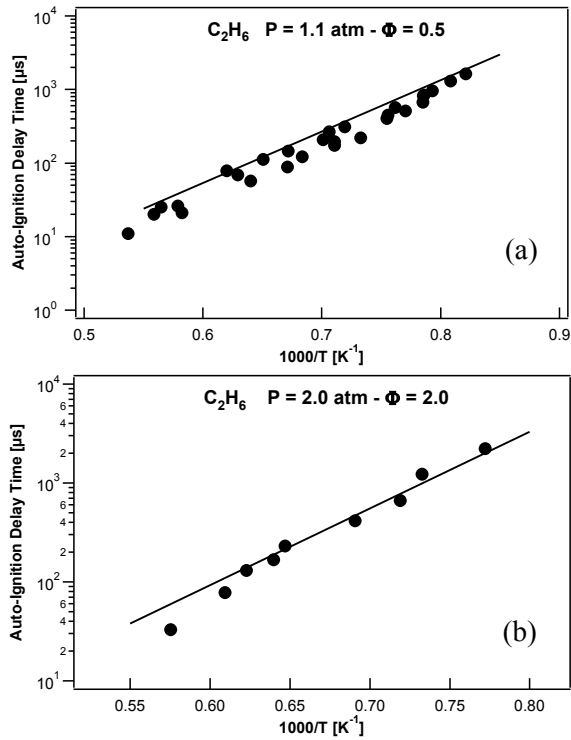 C₂H₆ P = 1.1 atm - Φ = 0.5
Auto-Ignition Delay Time [µs]
10⁴
10³
10²
10¹
10⁰
(a)
0.5 0.6 0.7 0.8 0.9
1000/T [K⁻¹]
C₂H₆ P = 2.0 atm - Φ = 2.0
Auto-Ignition Delay Time [µs]
10⁴
6
4
2
10³
6
4
2
10²
6
4
2
10¹
(b)
0.55 0.60 0.65 0.70 0.75 0.80
1000/T [K⁻¹]